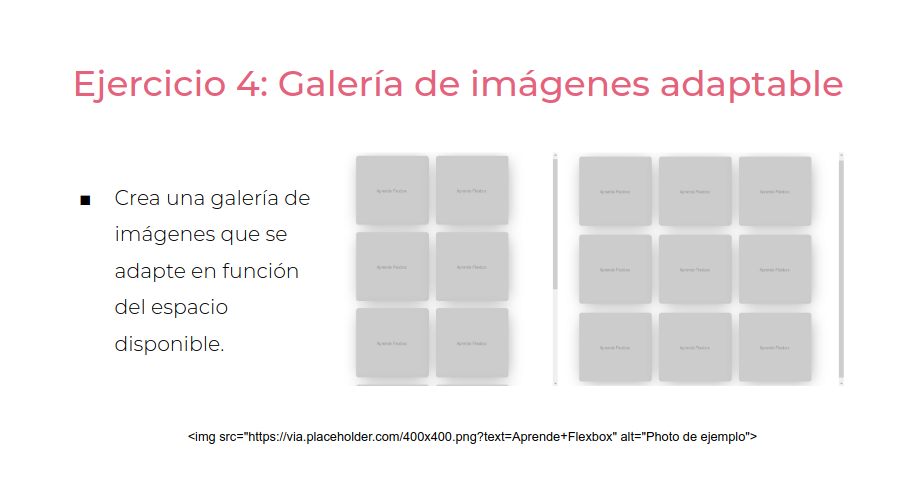 Ejercicio 4: Galería de imágenes adaptable
■ Crea una galería de
imágenes que se
adapte en función
del espacio
disponible.
Aprende Flexbox Aprende Flexbox
Aprende Flexbox Aprende Flexbox
Aprende Flexbox Aprende Flexbox
Aprende Flexbox Aprende Flexbox Aprende Flexbox
Aprende Flexbox Aprende Flexbox Aprende Flexbox
Aprende Flexbox Aprende Flexbox Aprende Flexbox
<img src="https://via.placeholder.com/400x400.png?text=Aprende+Flexbox" alt="Photo de ejemplo">